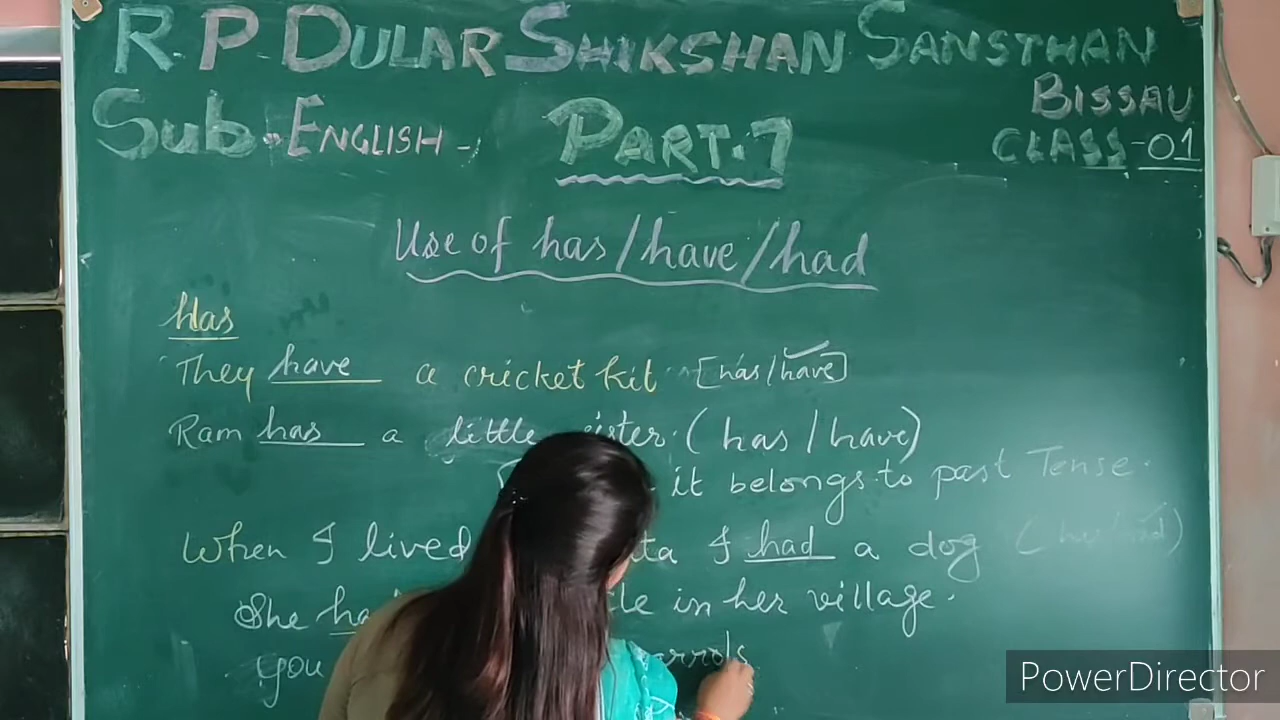 R. P DULAR SHIKSHAN SANSTHAN
BISSAU
Sub - ENGLISH - PART-7 CLASS-01
Use of has/have/had
Has
They have a cricket kit [has/have]
Ram has a little sister. (has/have)
it belongs to past Tense.
When I lived I had a dog
She in her village.
you
PowerDirector